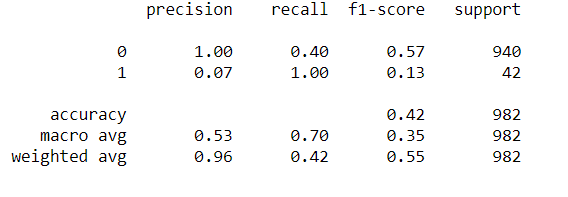 precision recall f1-score support
0 1.00 0.40 0.57 940
1 0.07 1.00 0.13 42
accuracy 0.42 982
macro avg 0.53 0.70 0.35 982
weighted avg 0.96 0.42 0.55 982